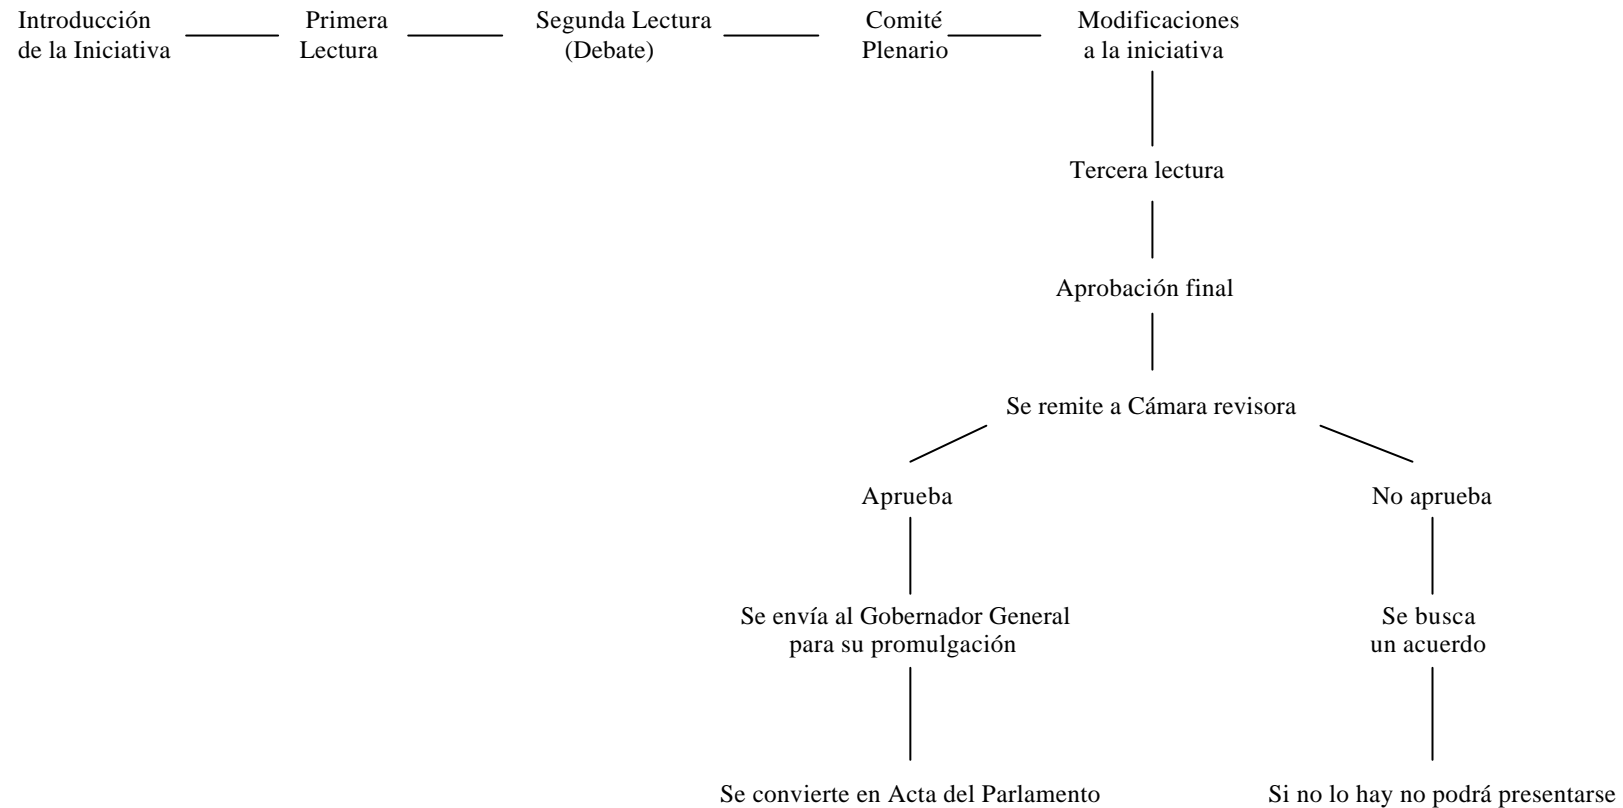 Introducción
de la Iniciativa
Primera
Lectura
Segunda Lectura
(Debate)
Comité
Plenario
Modificaciones
a la iniciativa
Tercera lectura
Aprobación final
Se remite a Cámara revisora
Aprueba
No aprueba
Se envía al Gobernador General
para su promulgación
Se busca
un acuerdo
Se convierte en Acta del Parlamento
Si no lo hay no podrá presentarse